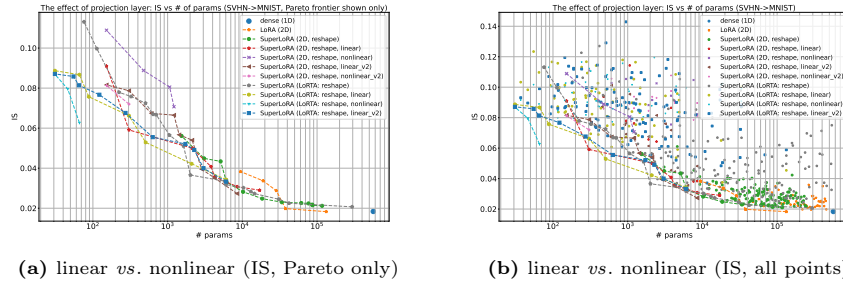 The effect of projection layer: IS vs # of params (SVHN->MNIST, Pareto frontier shown only)
dense (1D)
LoRA (2D)
SuperLoRA (2D, reshape)
SuperLoRA (2D, reshape, linear)
SuperLoRA (2D, reshape, nonlinear)
SuperLoRA (2D, reshape, linear_v2)
SuperLoRA (2D, reshape, nonlinear_v2)
SuperLoRA (LoRTA: reshape)
SuperLoRA (LoRTA: reshape, linear)
SuperLoRA (LoRTA: reshape, nonlinear)
SuperLoRA (LoRTA: reshape, linear_v2)
0.10
0.08
0.06
0.04
0.02
IS
10² 10³ 10⁴ 10⁵
# params
(a) linear vs. nonlinear (IS, Pareto only)
The effect of projection layer: IS vs # of params (SVHN->MNIST)
dense (1D)
LoRA (2D)
SuperLoRA (2D, reshape)
SuperLoRA (2D, reshape, linear)
SuperLoRA (2D, reshape, nonlinear)
SuperLoRA (2D, reshape, linear_v2)
SuperLoRA (2D, reshape, nonlinear_v2)
SuperLoRA (LoRTA: reshape)
SuperLoRA (LoRTA: reshape, linear)
SuperLoRA (LoRTA: reshape, nonlinear)
SuperLoRA (LoRTA: reshape, linear_v2)
0.14
0.12
0.10
0.08
0.06
0.04
0.02
IS
10² 10³ 10⁴ 10⁵
# params
(b) linear vs. nonlinear (IS, all points)